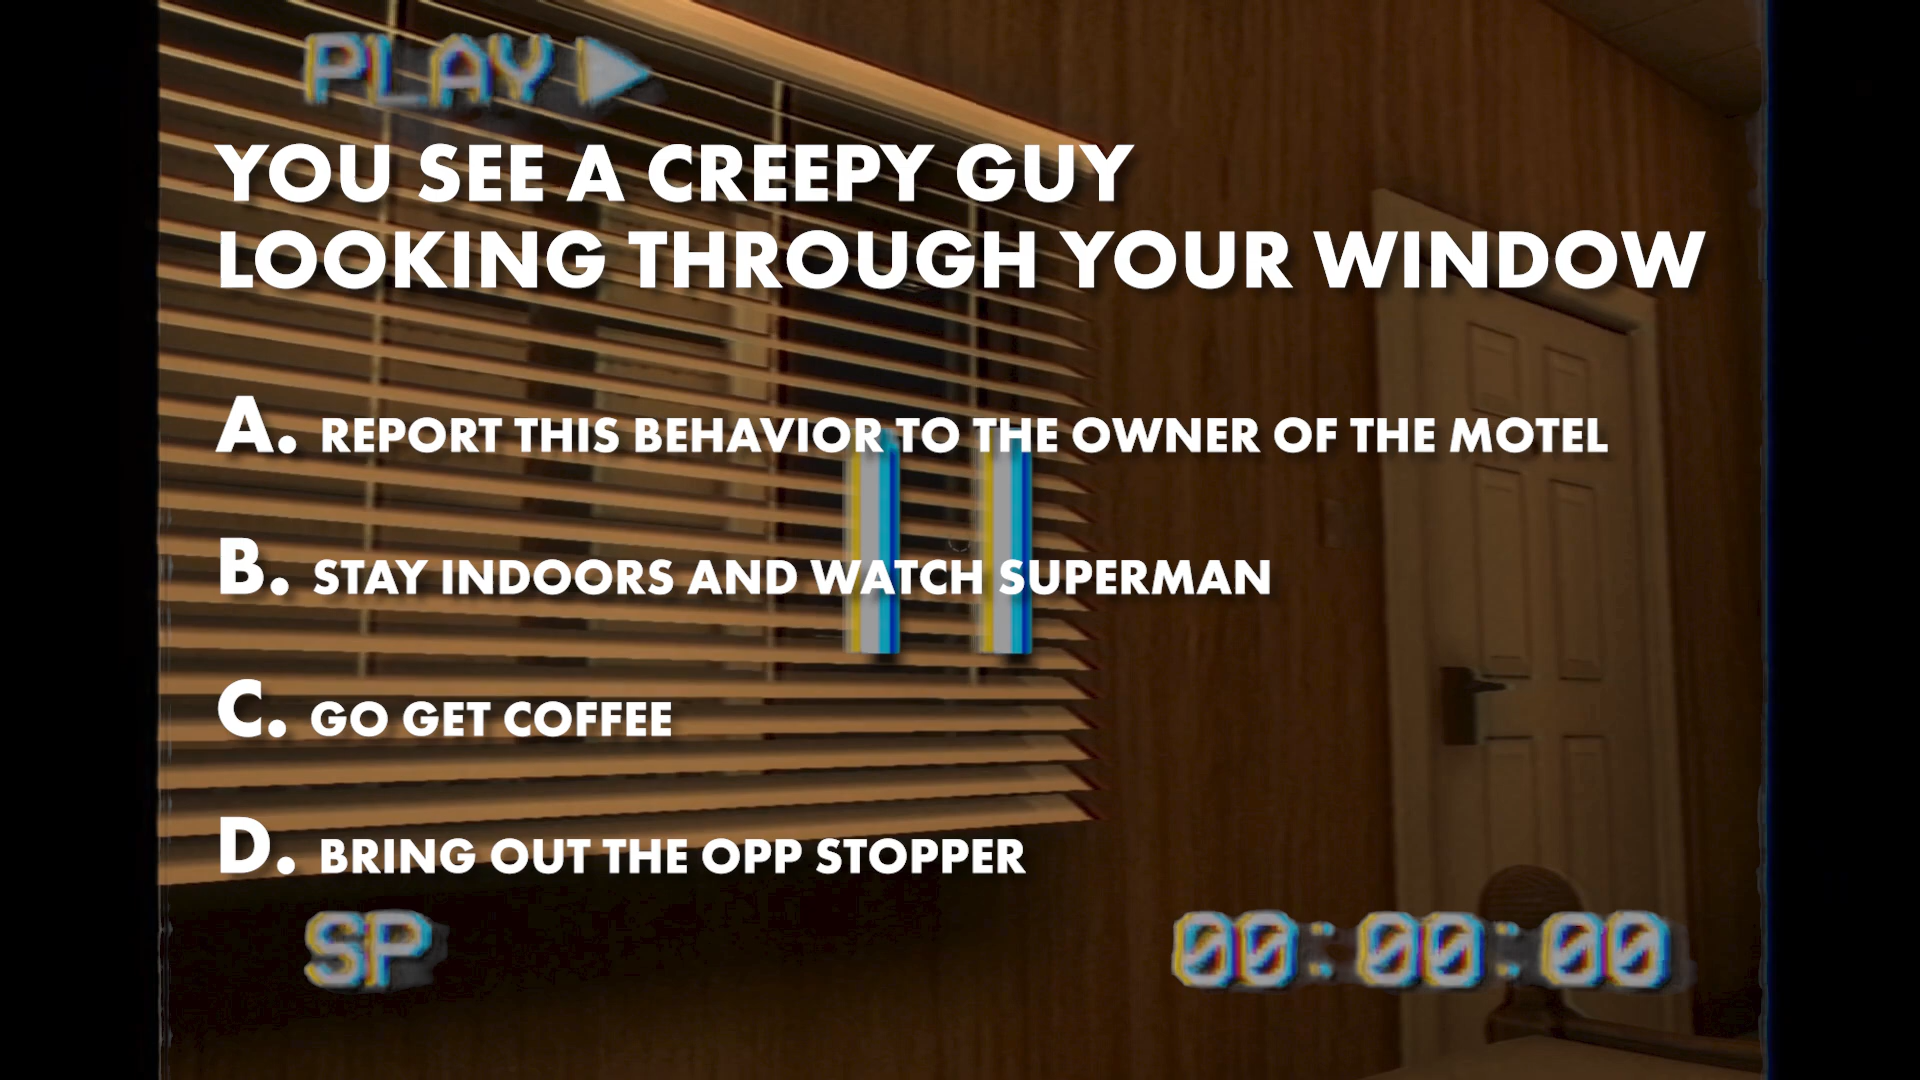 PLAY
YOU SEE A CREEPY GUY
LOOKING THROUGH YOUR WINDOW
A. REPORT THIS BEHAVIOR TO THE OWNER OF THE MOTEL
B. STAY INDOORS AND WATCH SUPERMAN
C. GO GET COFFEE
D. BRING OUT THE OPP STOPPER
SP
00:00:00